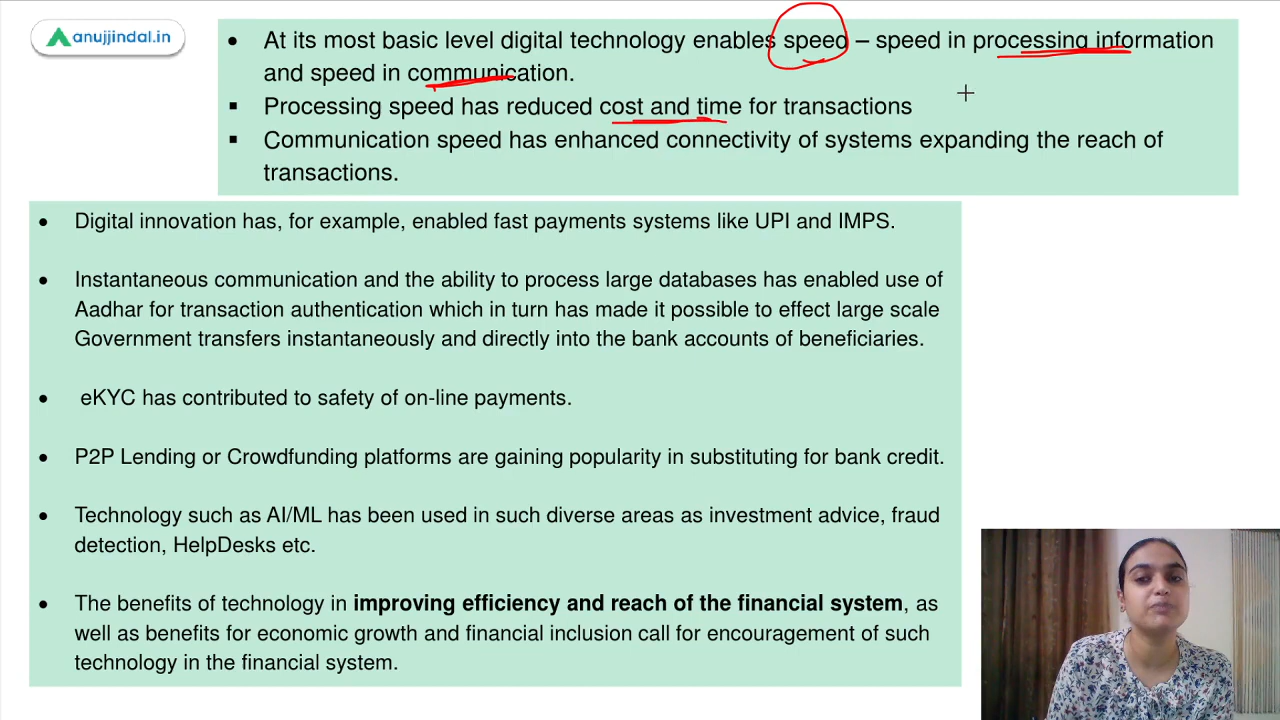 anujjindal.in
• At its most basic level digital technology enables speed – speed in processing information
and speed in communication.
▪ Processing speed has reduced cost and time for transactions
▪ Communication speed has enhanced connectivity of systems expanding the reach of
transactions.
• Digital innovation has, for example, enabled fast payments systems like UPI and IMPS.
• Instantaneous communication and the ability to process large databases has enabled use of
Aadhar for transaction authentication which in turn has made it possible to effect large scale
Government transfers instantaneously and directly into the bank accounts of beneficiaries.
• eKYC has contributed to safety of on-line payments.
• P2P Lending or Crowdfunding platforms are gaining popularity in substituting for bank credit.
• Technology such as AI/ML has been used in such diverse areas as investment advice, fraud
detection, HelpDesks etc.
• The benefits of technology in improving efficiency and reach of the financial system, as
well as benefits for economic growth and financial inclusion call for encouragement of such
technology in the financial system.